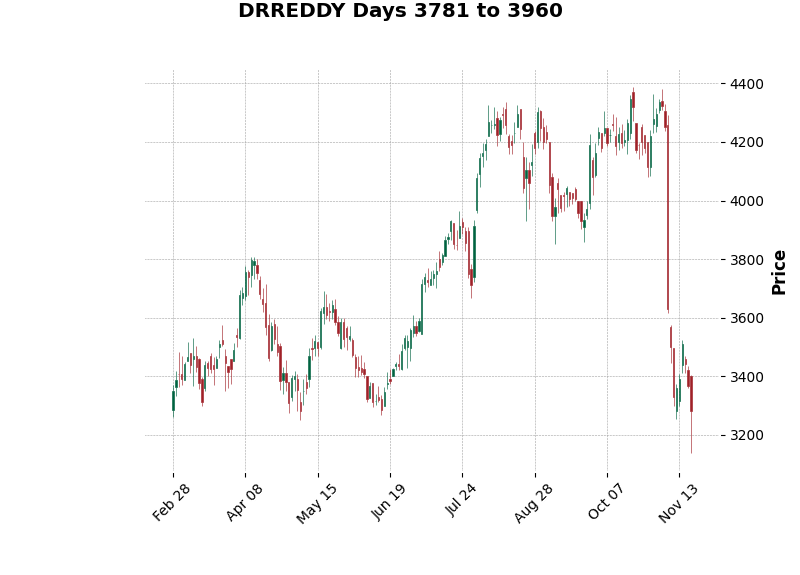 DRREDDY Days 3781 to 3960
4400
4200
4000
3800
3600
3400
3200
Price
Feb 28
Apr 08
May 15
Jun 19
Jul 24
Aug 28
Oct 07
Nov 13